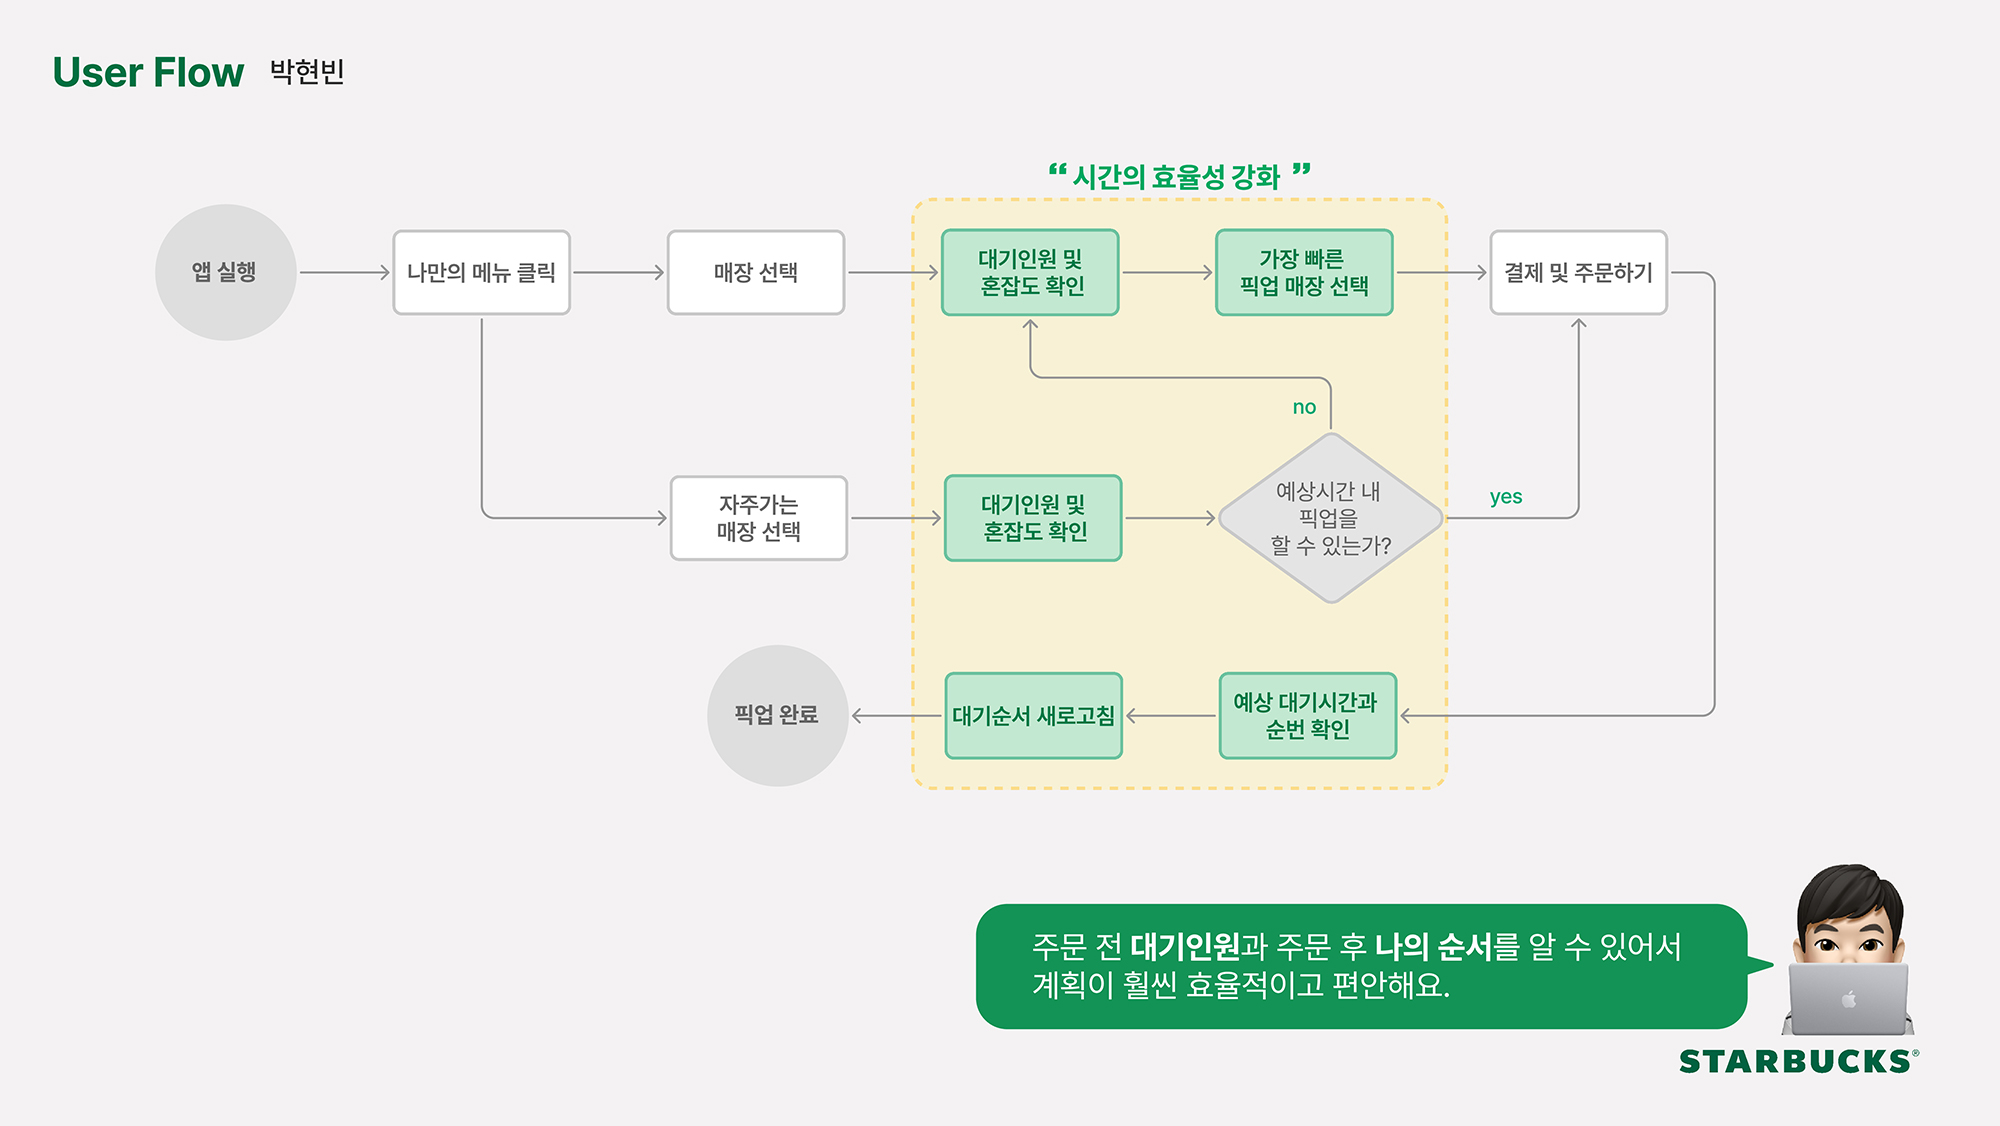 User Flow 박현빈
“ 시간의 효율성 강화 ”
앱 실행
나만의 메뉴 클릭
매장 선택
대기인원 및
혼잡도 확인
가장 빠른
픽업 매장 선택
결제 및 주문하기
no
자주가는
매장 선택
대기인원 및
혼잡도 확인
예상시간 내
픽업을
할 수 있는가?
yes
픽업 완료
대기순서 새로고침
예상 대기시간과
순번 확인
주문 전 대기인원과 주문 후 나의 순서를 알 수 있어서
계획이 훨씬 효율적이고 편안해요.
STARBUCKS®